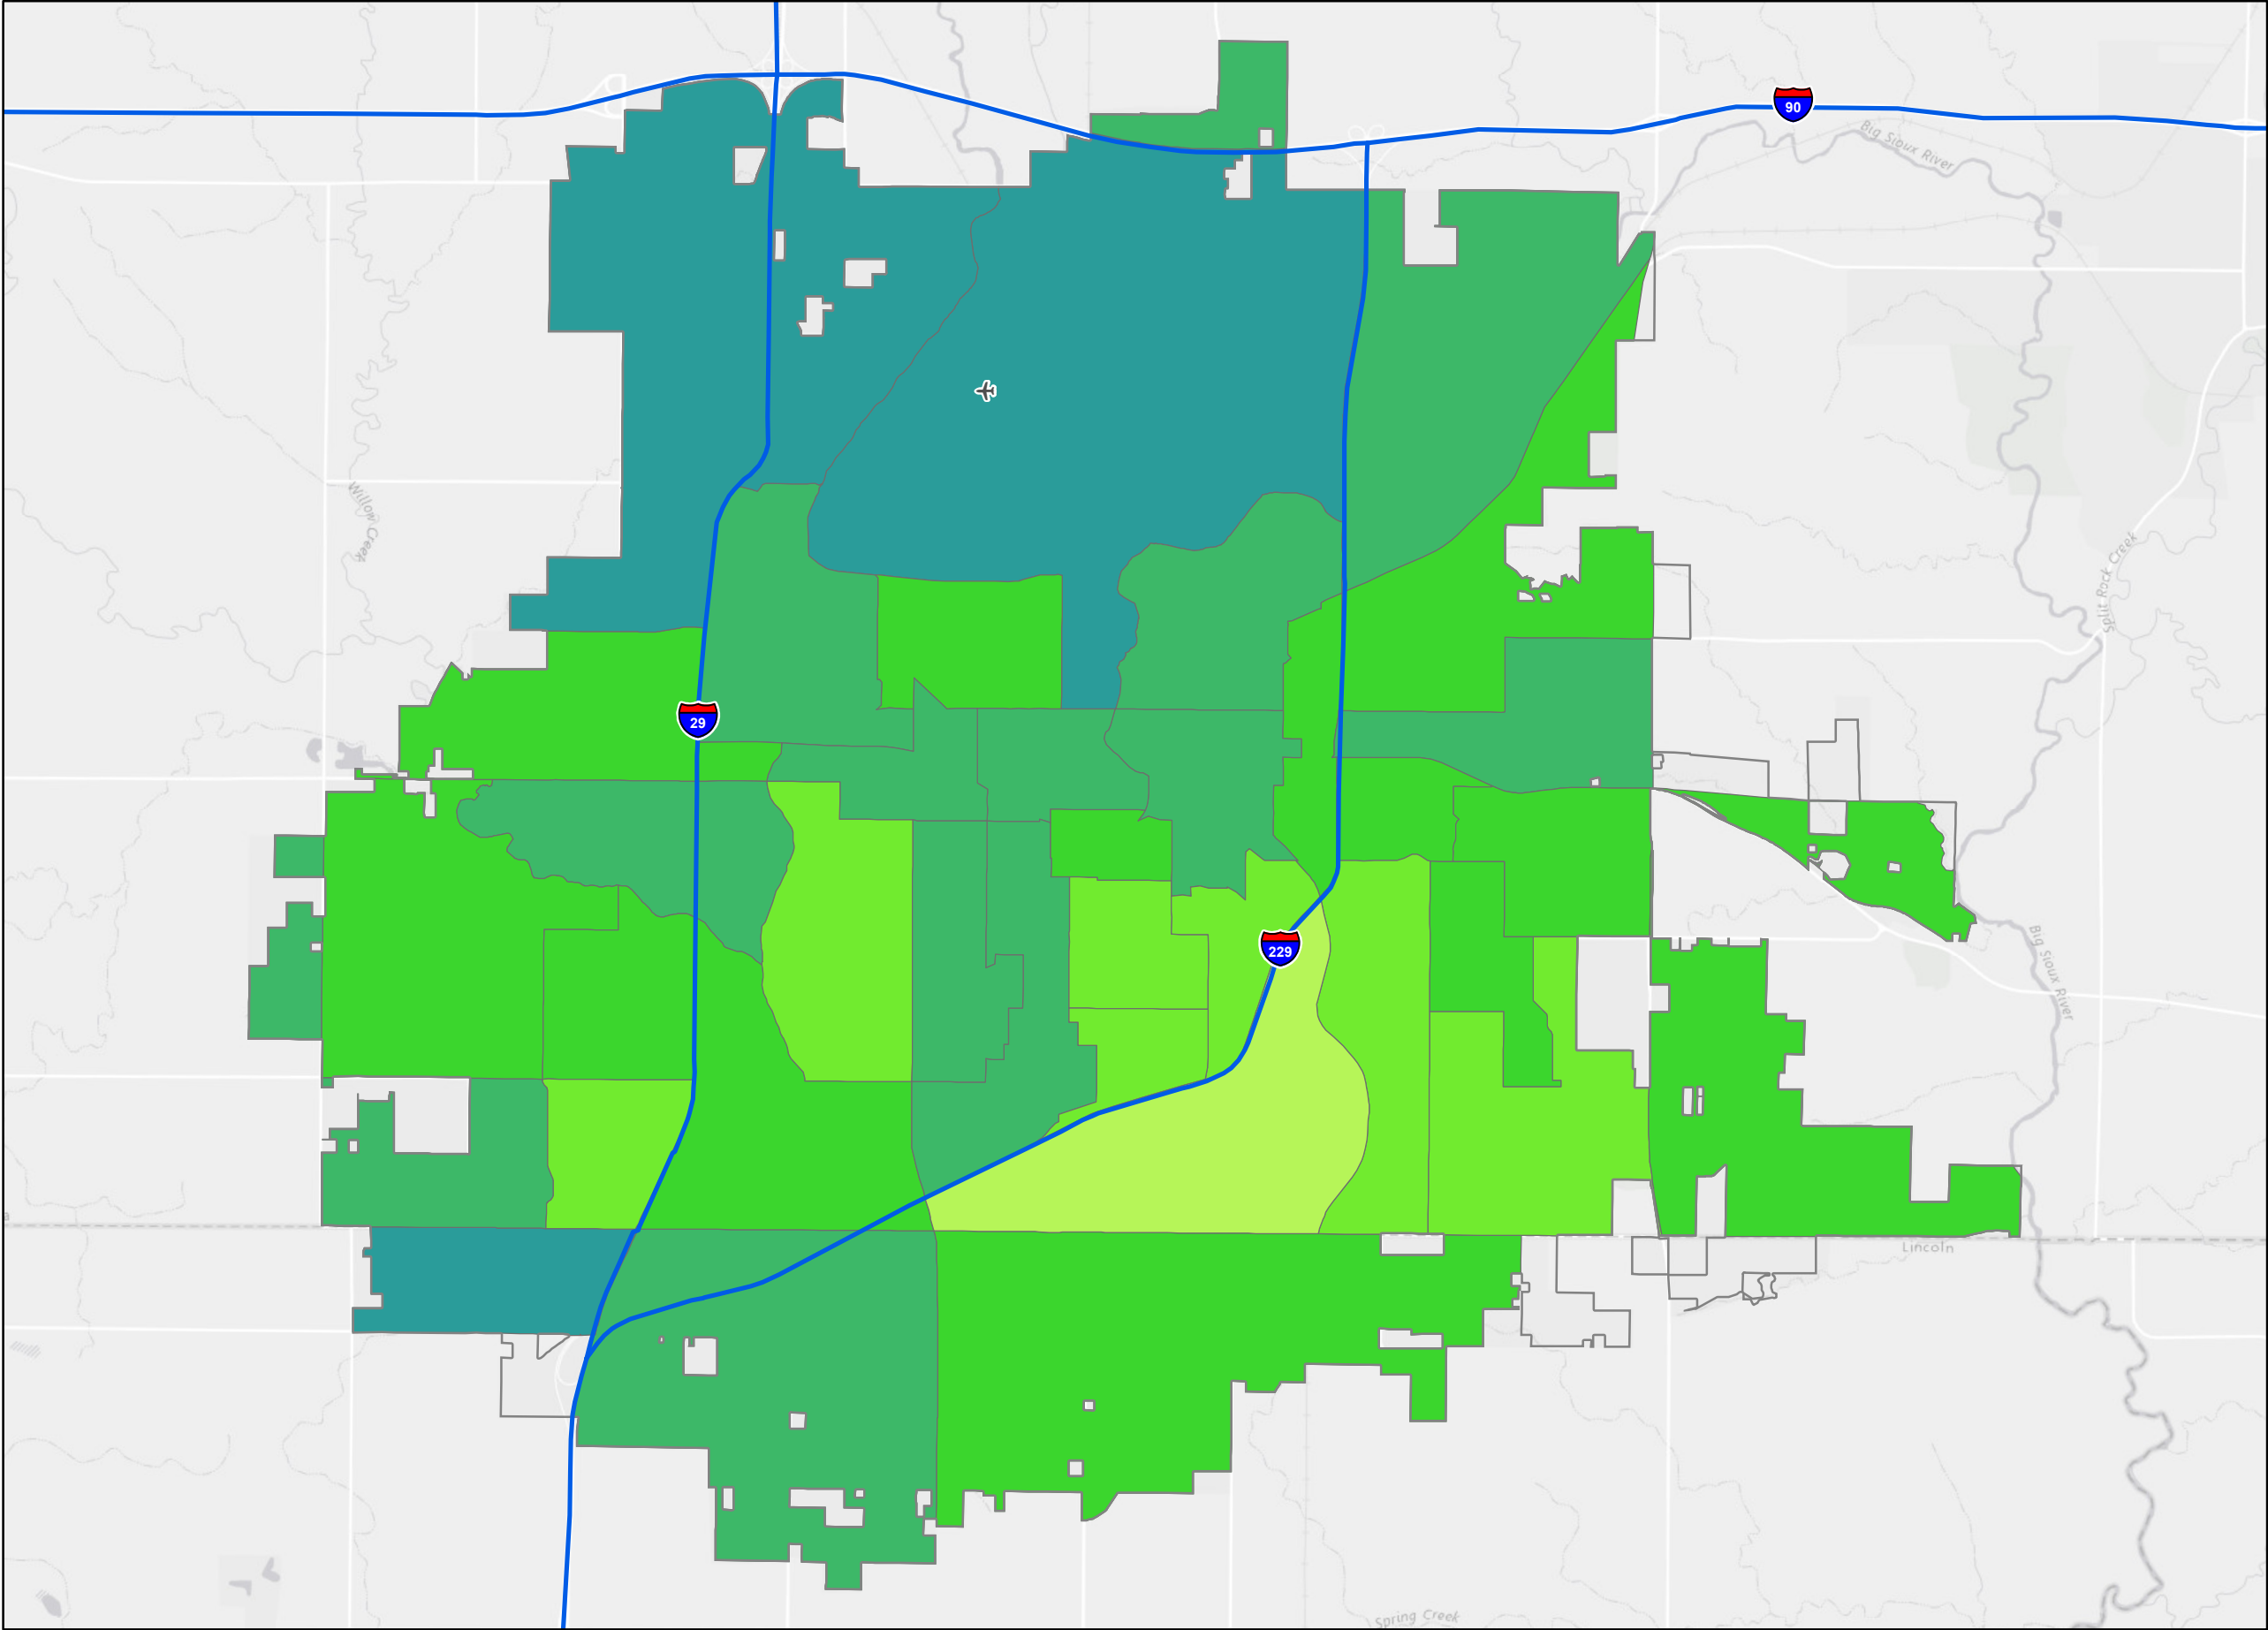 90
Big Sioux River
Willow Creek
Split Rock Creek
29
229
Big Sioux River
a
Lincoln
Spring Creek